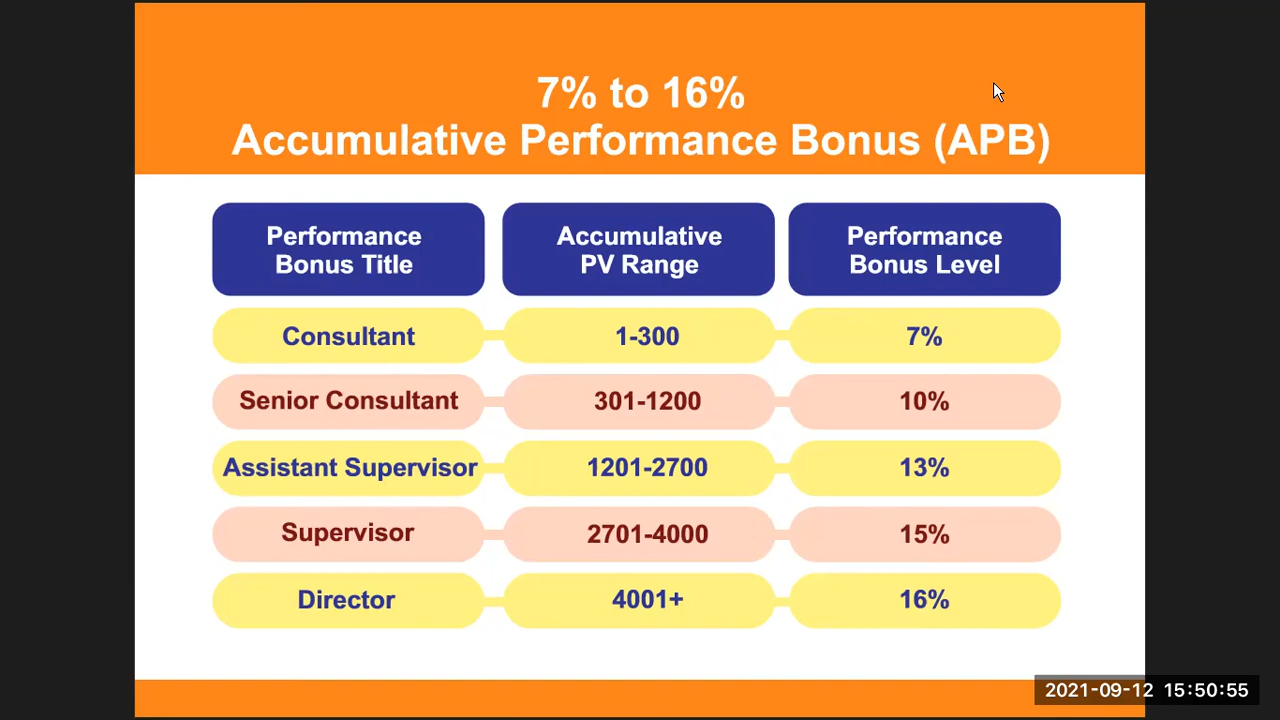 7% to 16%
Accumulative Performance Bonus (APB)
Performance
Bonus Title
Accumulative
PV Range
Performance
Bonus Level
Consultant 1-300 7%
Senior Consultant 301-1200 10%
Assistant Supervisor 1201-2700 13%
Supervisor 2701-4000 15%
Director 4001+ 16%
2021-09-12 15:50:55